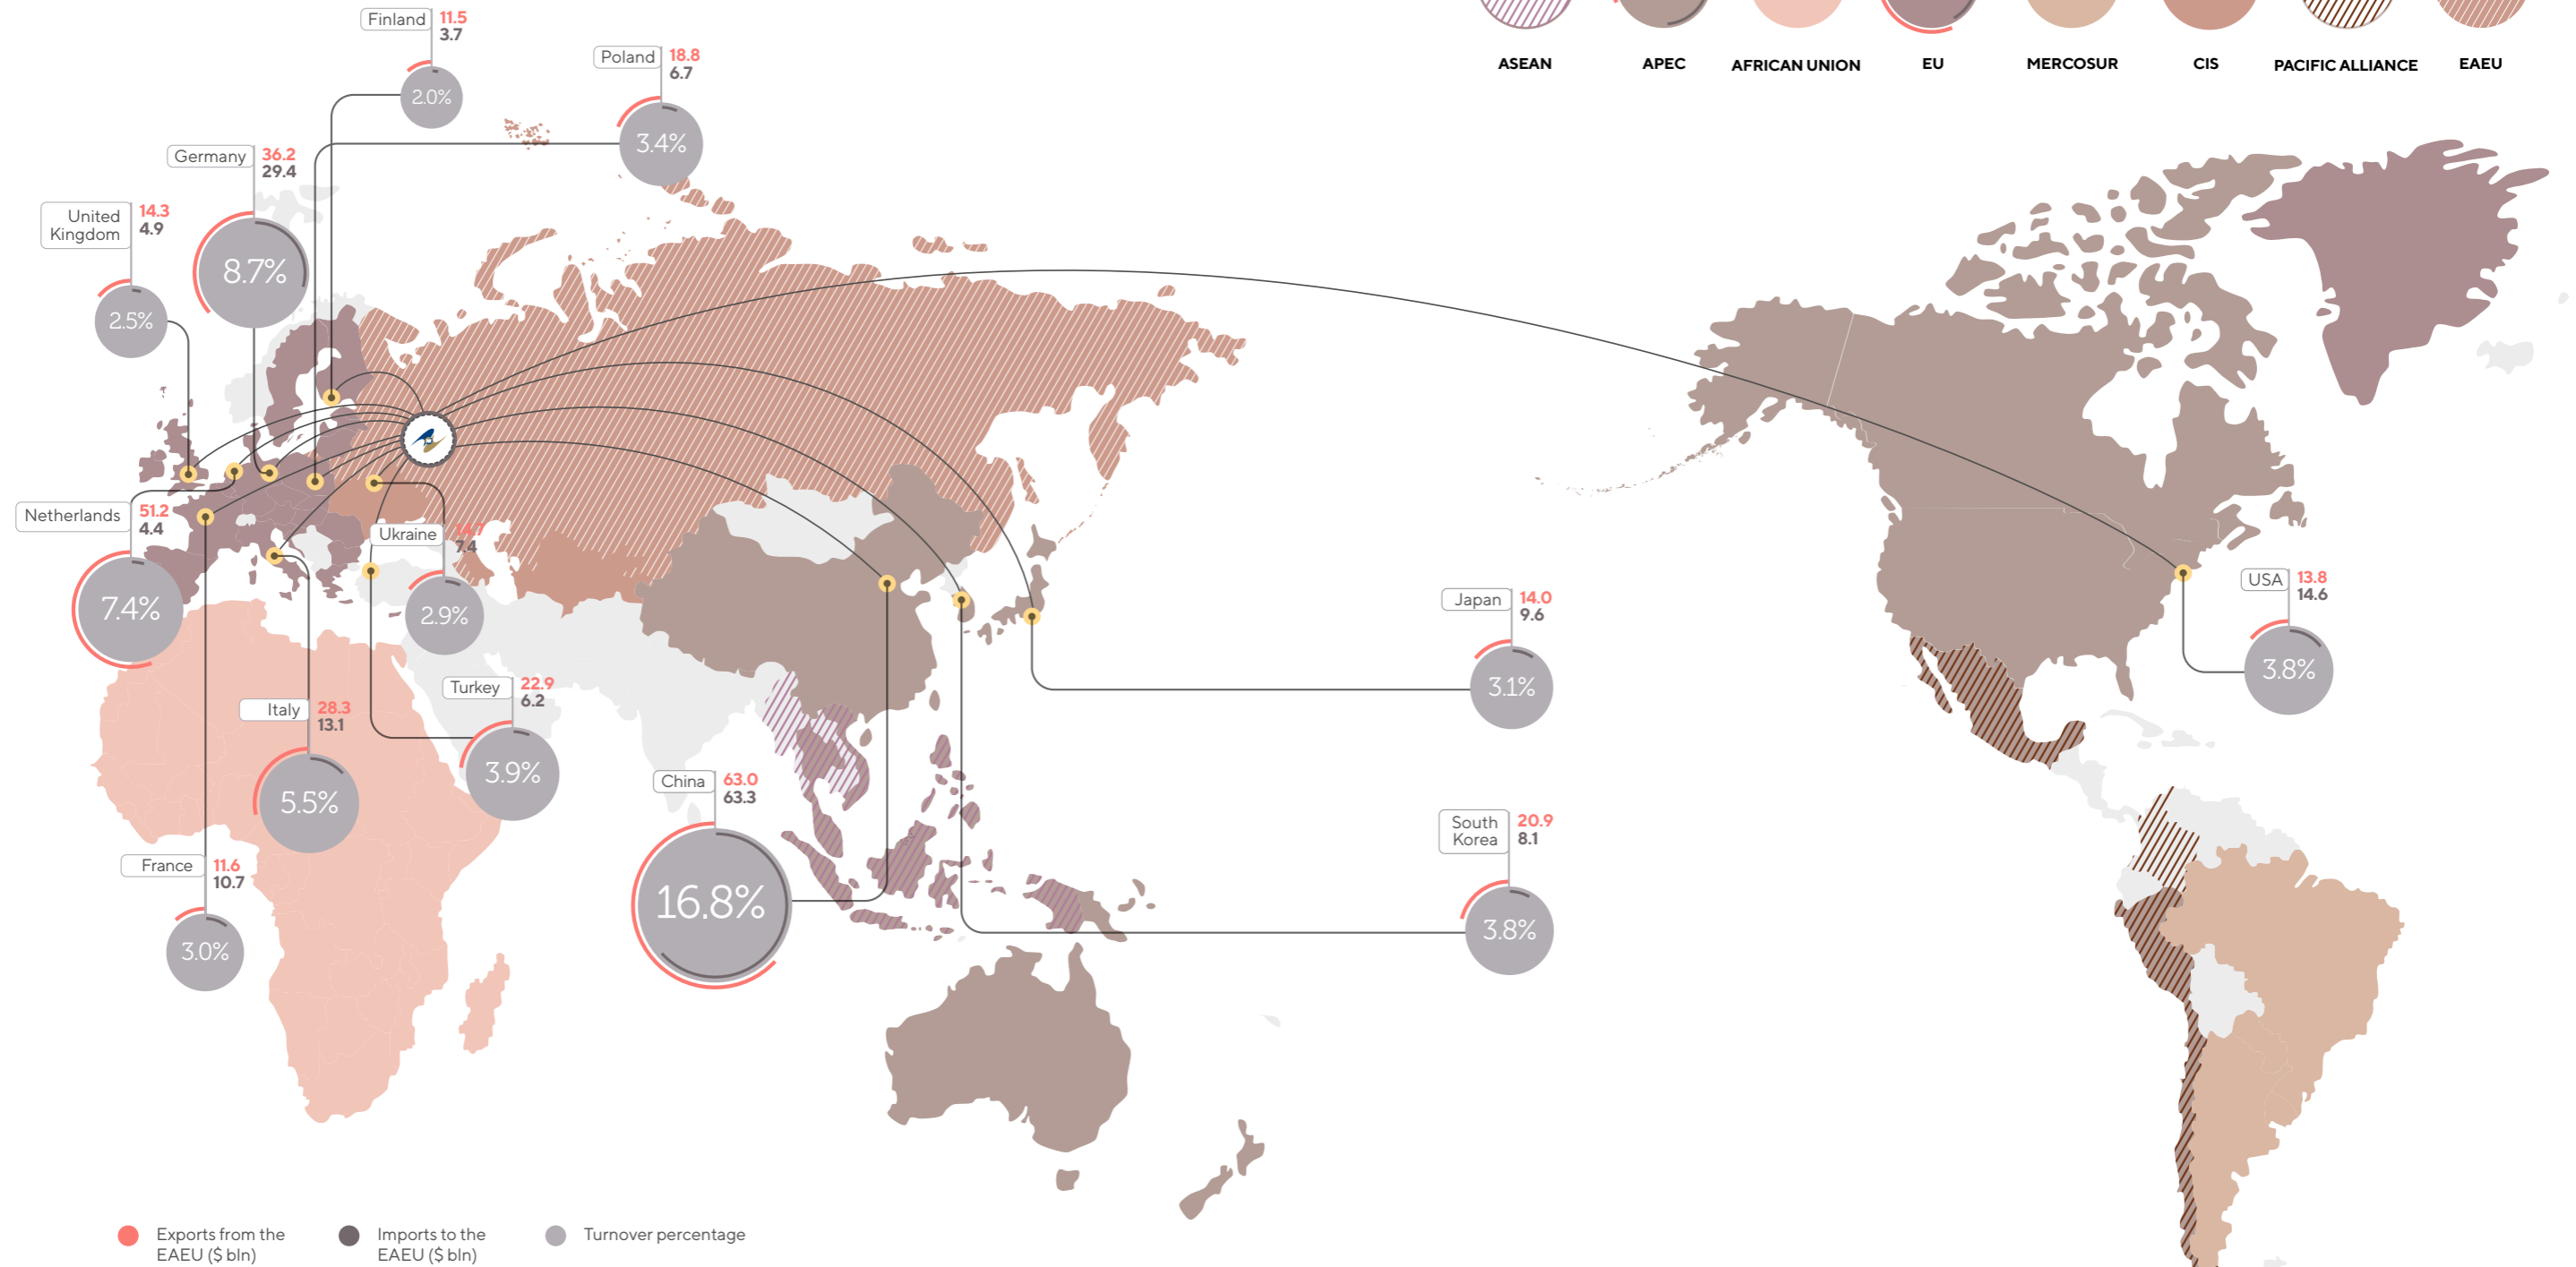 ASEAN
APEC
AFRICAN UNION
EU
MERCOSUR
CIS
PACIFIC ALLIANCE
EAEU
Finland
11.5
3.7
2.0%
Poland
18.8
6.7
3.4%
Germany
36.2
29.4
8.7%
United
Kingdom
14.3
4.9
2.5%
Netherlands
51.2
4.4
7.4%
Ukraine
14.7
7.4
2.9%
Turkey
22.9
6.2
3.9%
Italy
28.3
13.1
5.5%
France
11.6
10.7
3.0%
China
63.0
63.3
16.8%
Japan
14.0
9.6
3.1%
South
Korea
20.9
8.1
3.8%
USA
13.8
14.6
3.8%
Exports from the
EAEU ($ bln)
Imports to the
EAEU ($ bln)
Turnover percentage